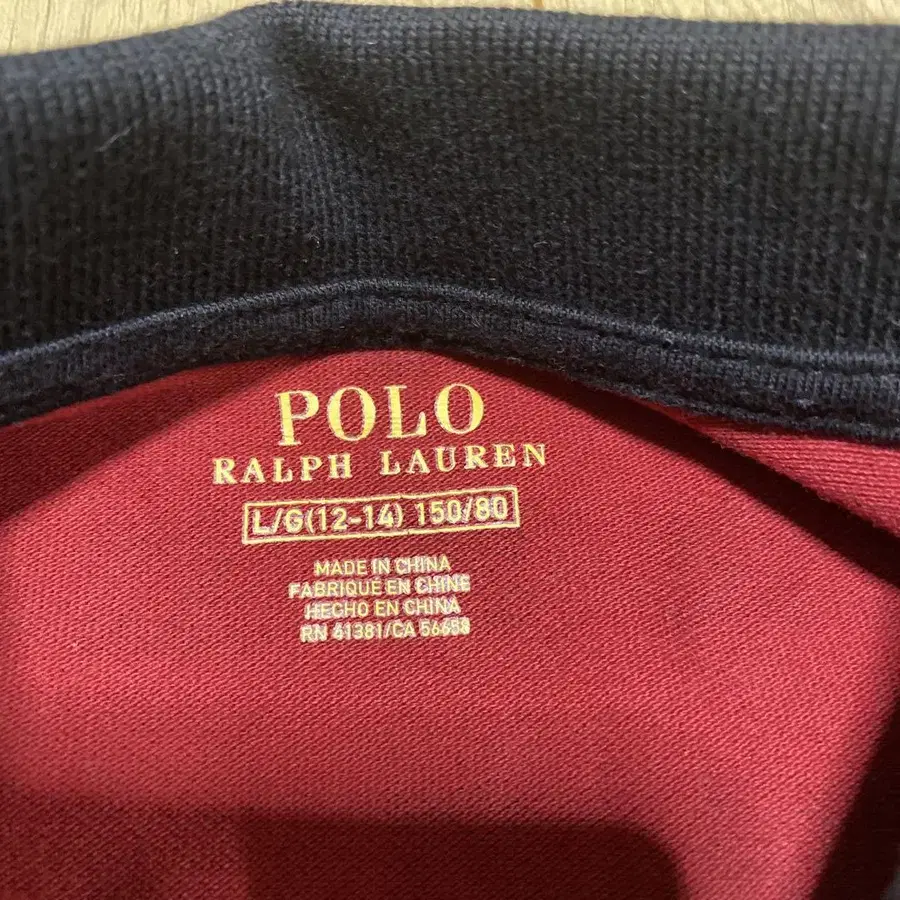 POLO
RALPH LAUREN
L/G(12-14) 150/80
MADE IN CHINA
FABRIQUÉ EN CHINE
HECHO EN CHINA
RN 41381/CA 56658